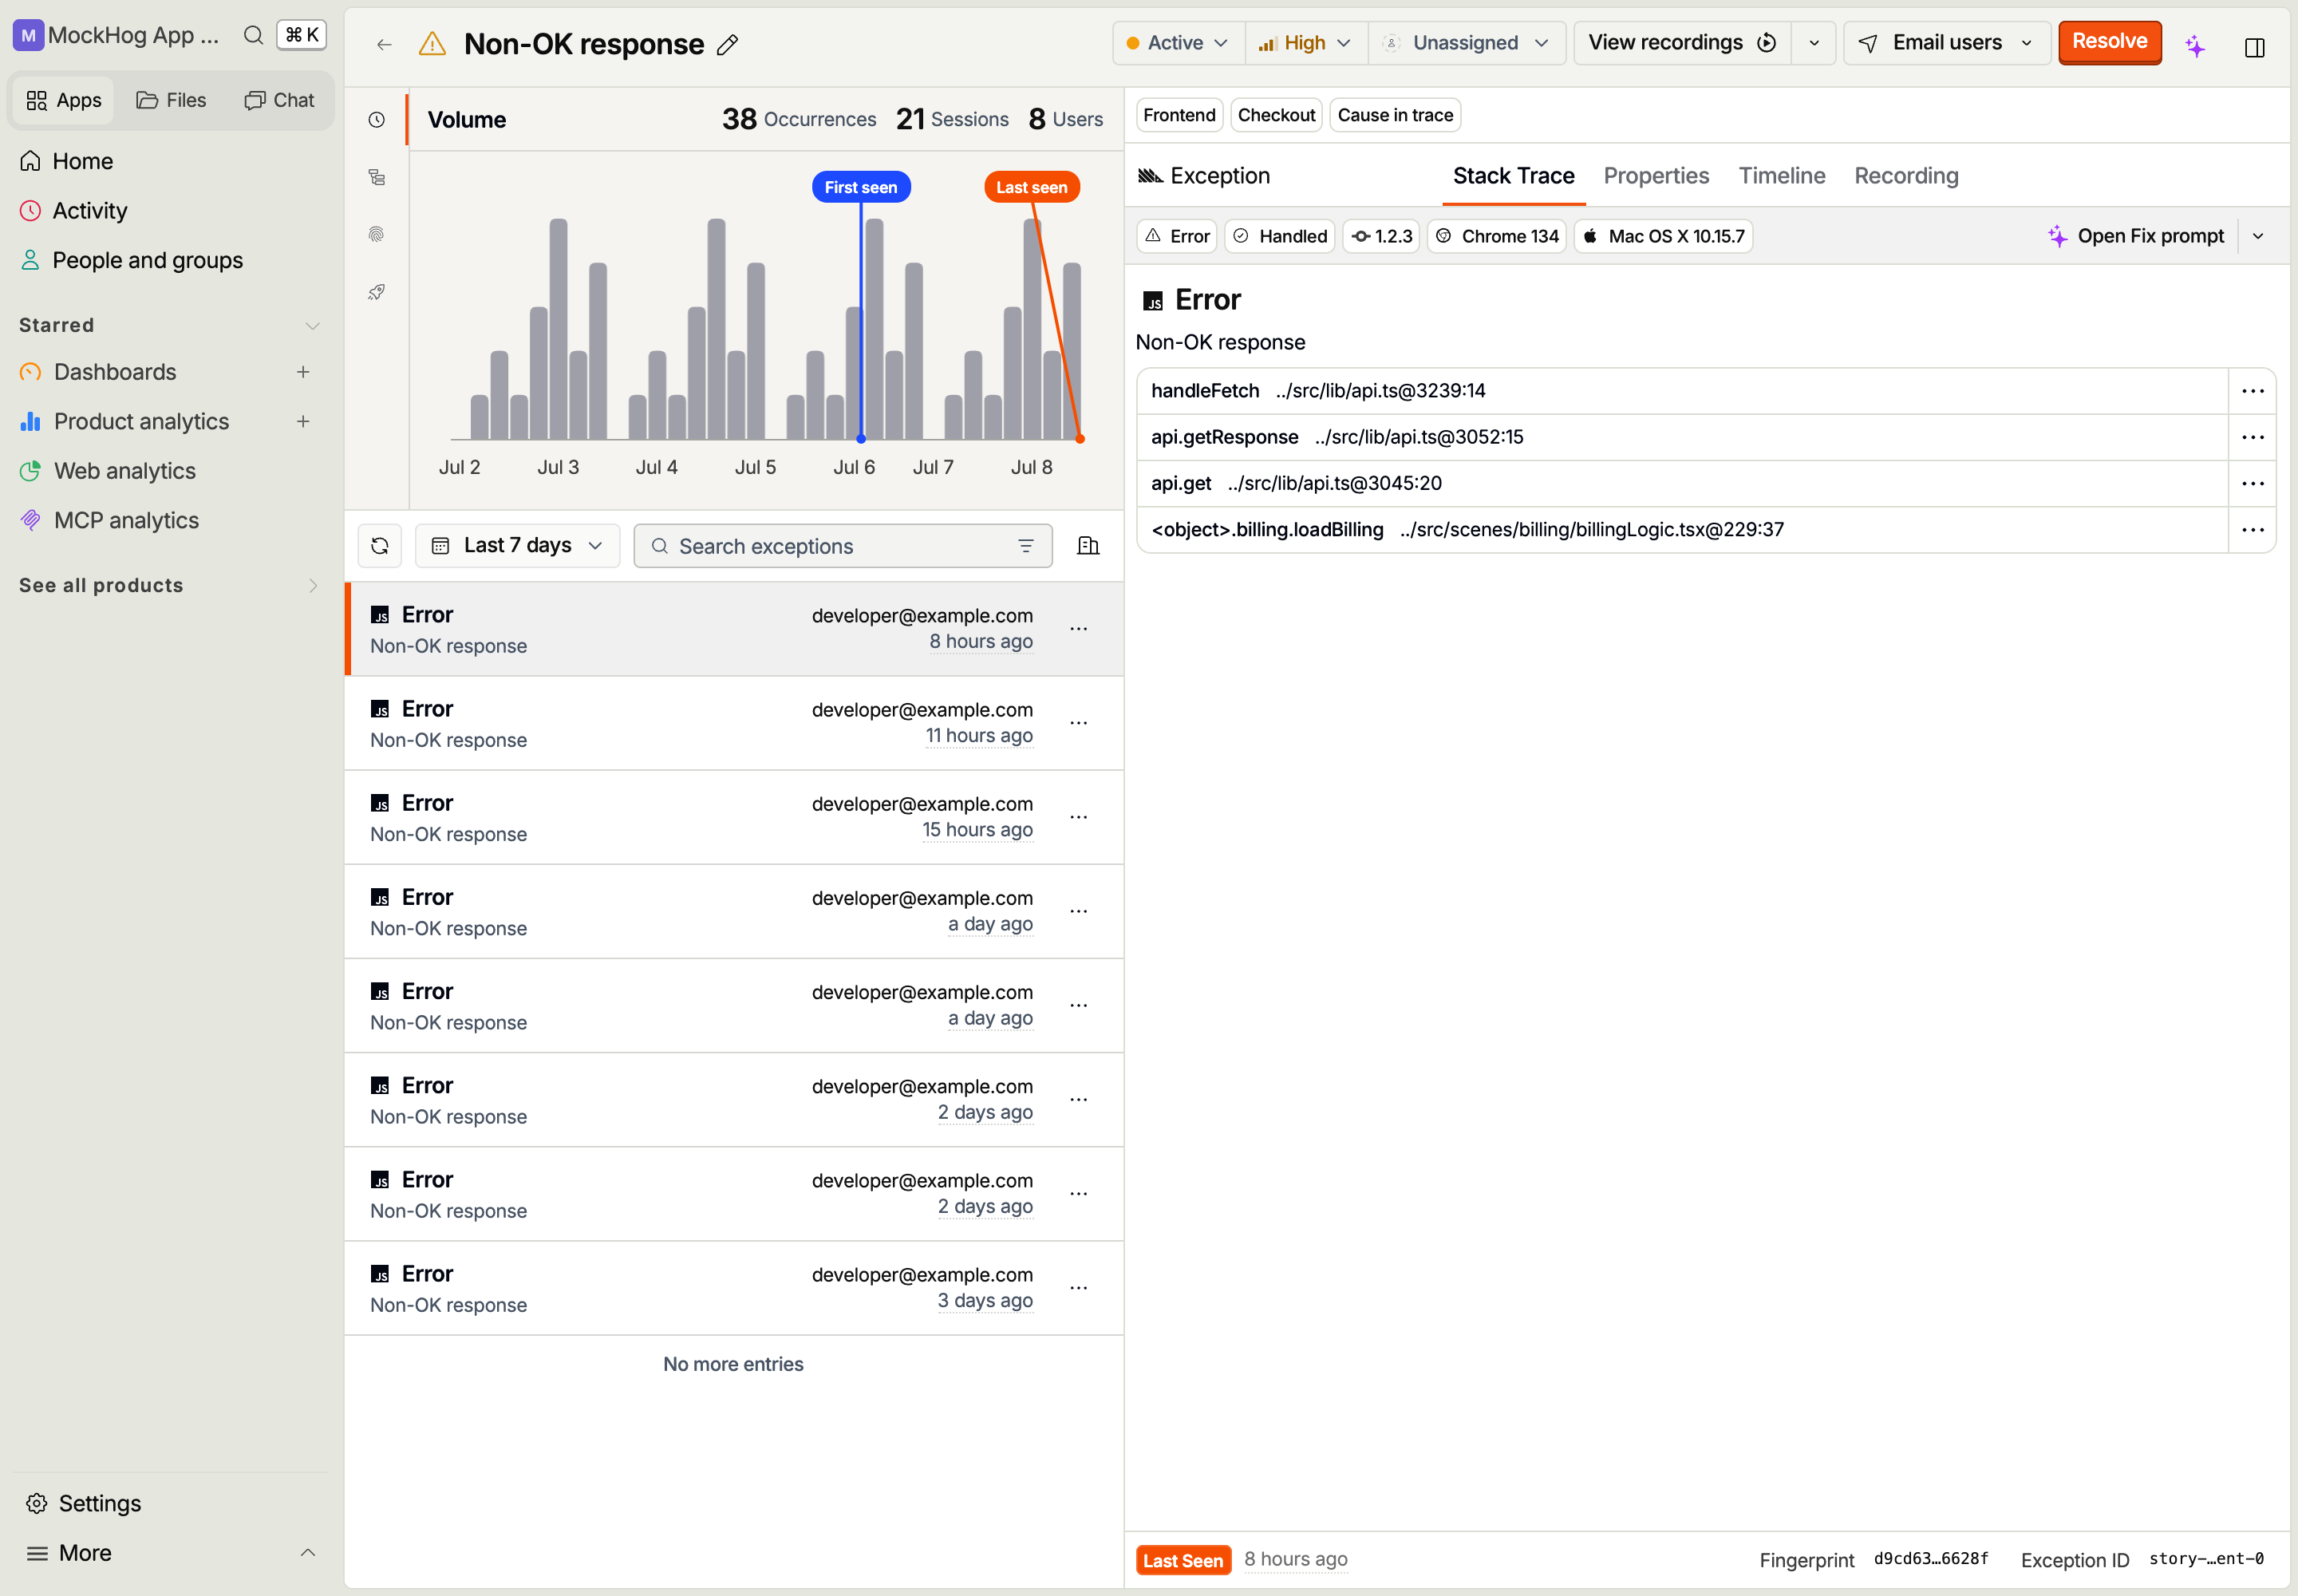 M MockHog App ... ⌘ K
Apps Files Chat
Home
Activity
People and groups
Starred
Dashboards
Product analytics
Web analytics
MCP analytics
See all products
Settings
More
Non-OK response
Active High Unassigned View recordings Email users Resolve
Volume 38 Occurrences 21 Sessions 8 Users
First seen Last seen
Jul 2 Jul 3 Jul 4 Jul 5 Jul 6 Jul 7 Jul 8
Last 7 days Search exceptions
JS Error developer@example.com
Non-OK response 8 hours ago
JS Error developer@example.com
Non-OK response 11 hours ago
JS Error developer@example.com
Non-OK response 15 hours ago
JS Error developer@example.com
Non-OK response a day ago
JS Error developer@example.com
Non-OK response a day ago
JS Error developer@example.com
Non-OK response 2 days ago
JS Error developer@example.com
Non-OK response 2 days ago
JS Error developer@example.com
Non-OK response 3 days ago
No more entries
Frontend Checkout Cause in trace
Exception Stack Trace Properties Timeline Recording
Error Handled 1.2.3 Chrome 134 Mac OS X 10.15.7 Open Fix prompt
JS Error
Non-OK response
handleFetch ../src/lib/api.ts@3239:14
api.getResponse ../src/lib/api.ts@3052:15
api.get ../src/lib/api.ts@3045:20
<object>.billing.loadBilling ../src/scenes/billing/billingLogic.tsx@229:37
Last Seen 8 hours ago Fingerprint d9cd63…6628f Exception ID story-…ent-0